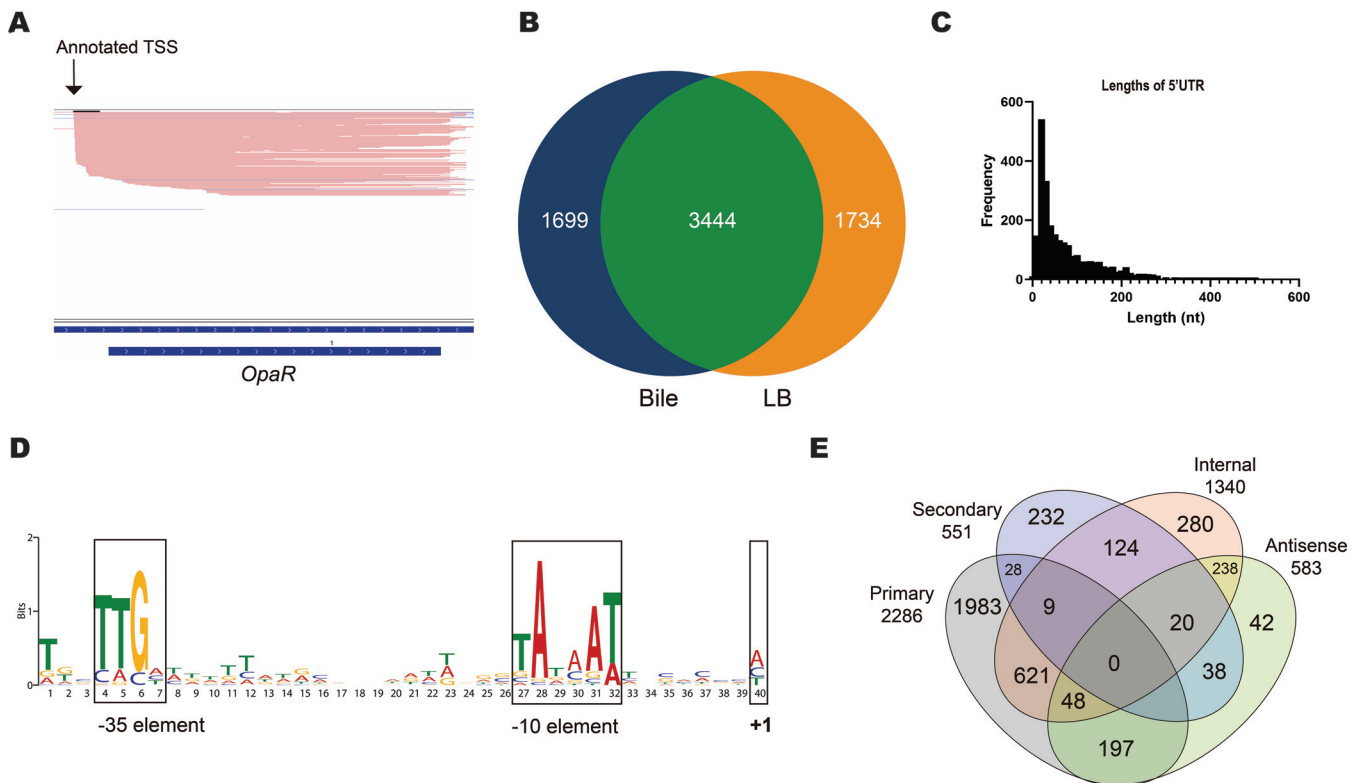 A
Annotated TSS
1
OpaR
B
1699
3444
1734
Bile
LB
C
Lengths of 5'UTR
600
400
200
0
Frequency
0
200
400
600
Length (nt)
D
2
1
0
Bits
1 2 3 4 5 6 7 8 9 10 11 12 13 14 15 16 17 18 19 20 21 22 23 24 25 26 27 28 29 30 31 32 33 34 35 36 37 38 39 40
-35 element
-10 element
+1
E
Internal
1340
Secondary
551
Antisense
583
Primary
2286
232
280
124
28
238
1983
9
20
42
0
621
38
48
197